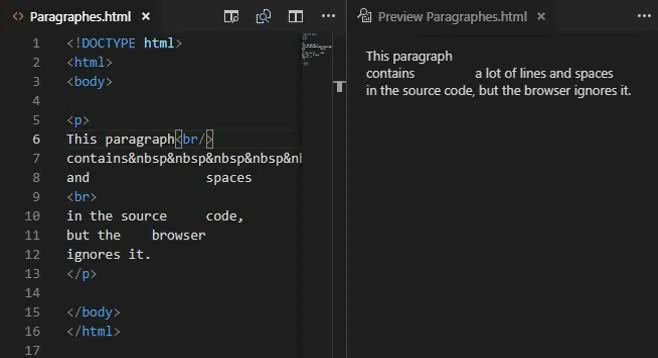 Paragraphes.html
1 <!DOCTYPE html>
2 <html>
3 <body>
4
5 <p>
6 This paragraph<br/>
7 contains&nbsp&nbsp&nbsp&nbsp&nl
8 and spaces
9 <br>
10 in the source code,
11 but the browser
12 ignores it.
13 </p>
14
15 </body>
16 </html>
17
Preview Paragraphes.html
This paragraph
contains a lot of lines and spaces
in the source code, but the browser ignores it.